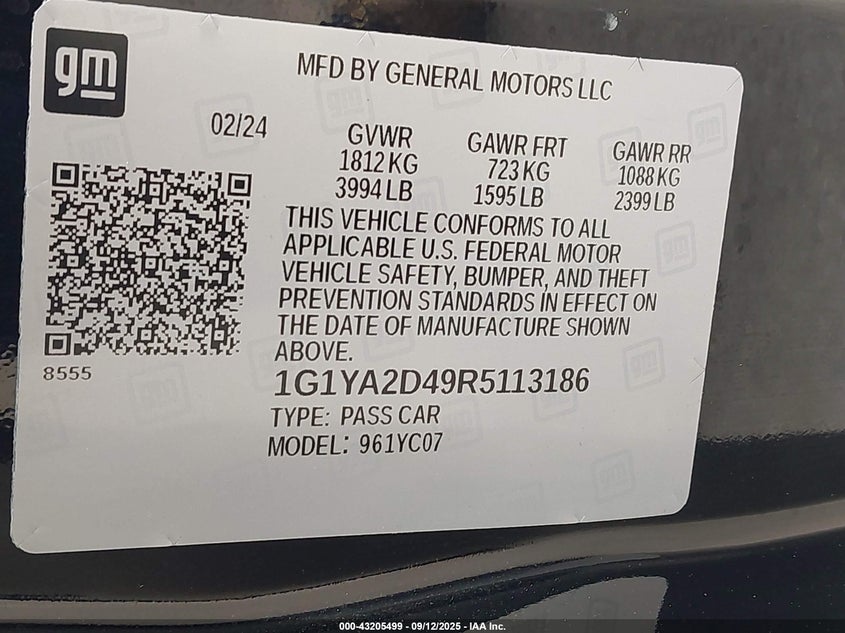 gm
MFD BY GENERAL MOTORS LLC
02/24
GVWR GAWR FRT GAWR RR
1812 KG 723 KG 1088 KG
3994 LB 1595 LB 2399 LB
THIS VEHICLE CONFORMS TO ALL
APPLICABLE U.S. FEDERAL MOTOR
VEHICLE SAFETY, BUMPER, AND THEFT
PREVENTION STANDARDS IN EFFECT ON
THE DATE OF MANUFACTURE SHOWN
ABOVE.
8555
1G1YA2D49R5113186
TYPE: PASS CAR
MODEL: 961YC07
000-43205499 - 09/12/2025 - IAA Inc.